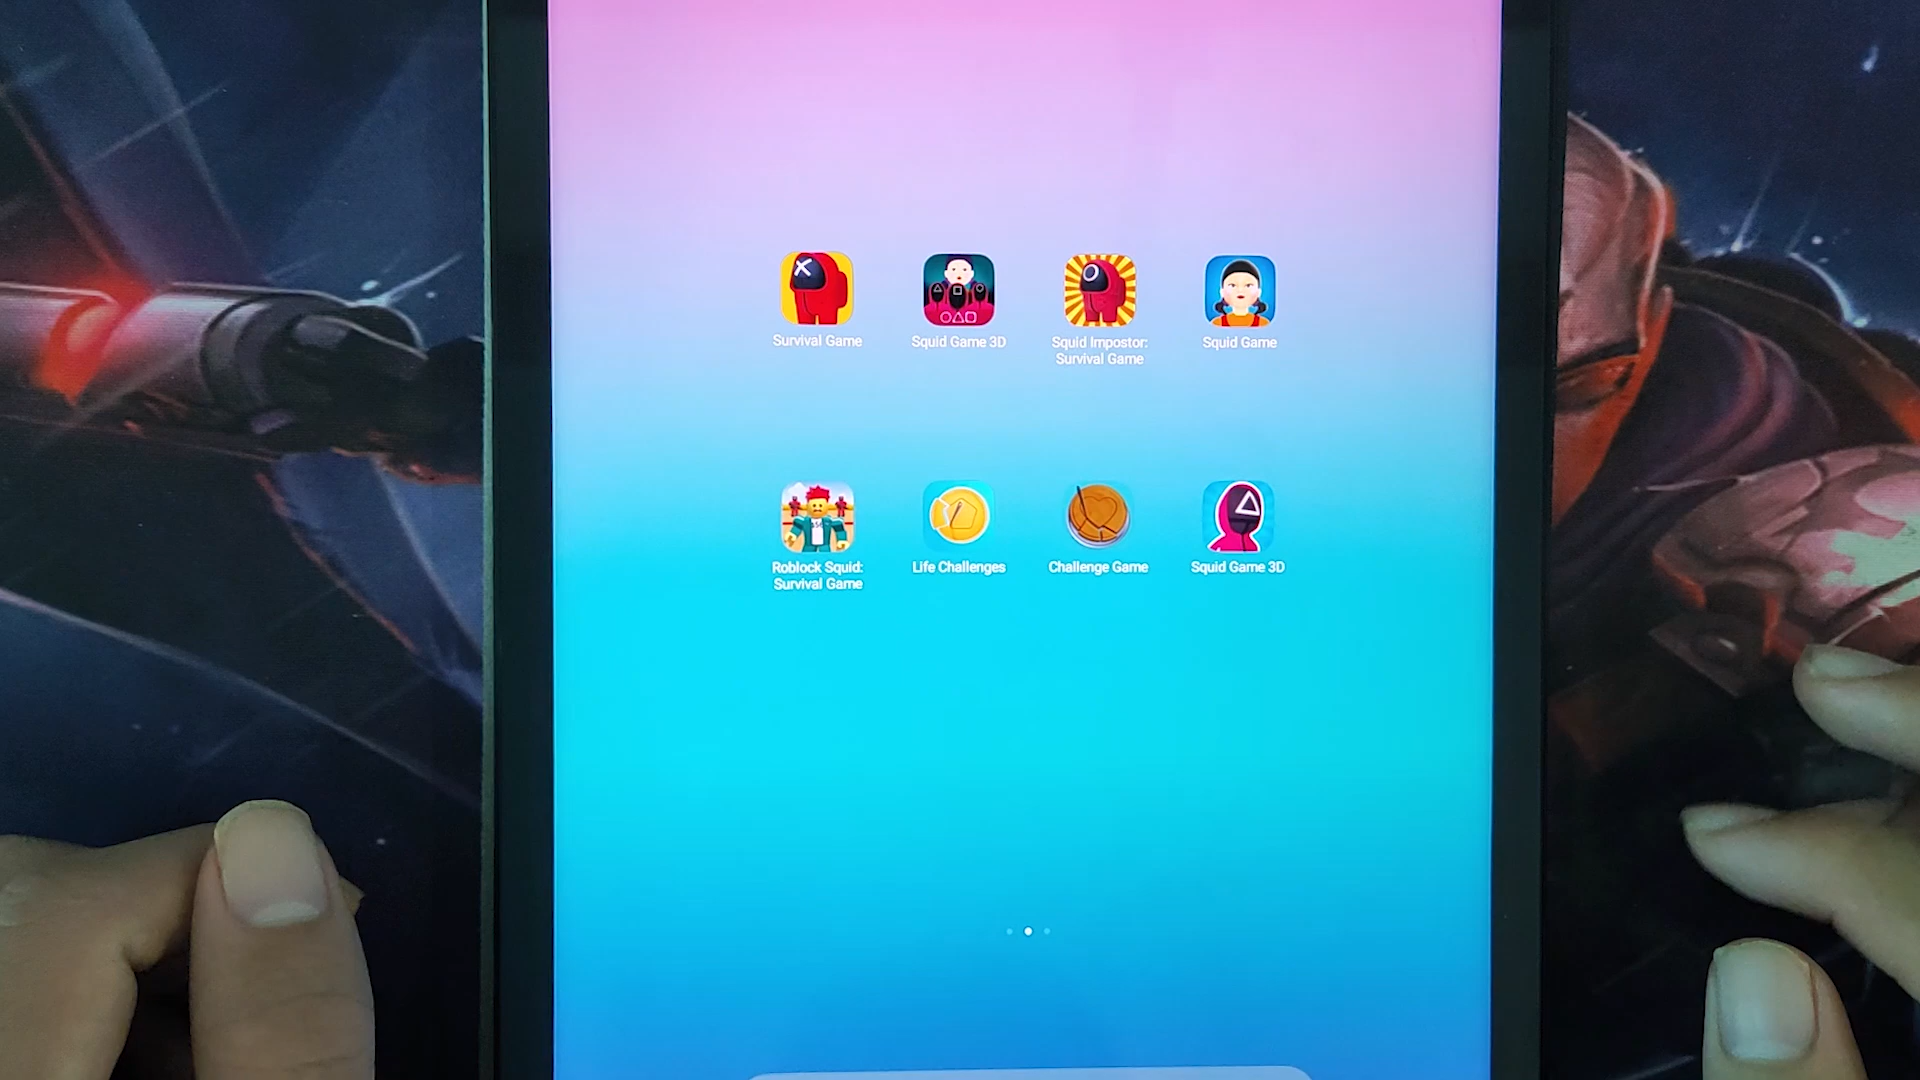 Survival Game
Squid Game 3D
Squid Impostor:
Survival Game
Squid Game
Roblock Squid:
Survival Game
Life Challenges
Challenge Game
Squid Game 3D